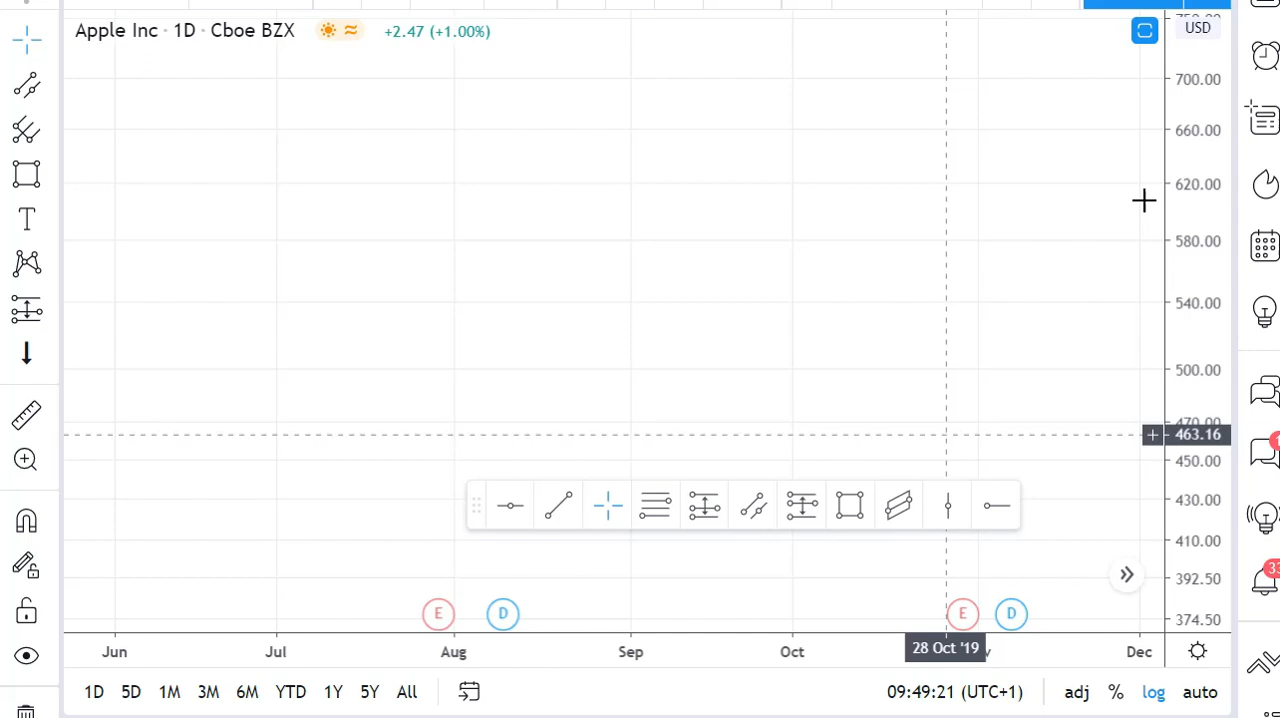 Apple Inc · 1D · Cboe BZX +2.47 (+1.00%)
USD
700.00
660.00
620.00
580.00
540.00
500.00
470.00
463.16
450.00
430.00
410.00
392.50
374.50
E D E D
Jun Jul Aug Sep Oct 28 Oct '19 Dec
1D 5D 1M 3M 6M YTD 1Y 5Y All 09:49:21 (UTC+1) adj % log auto